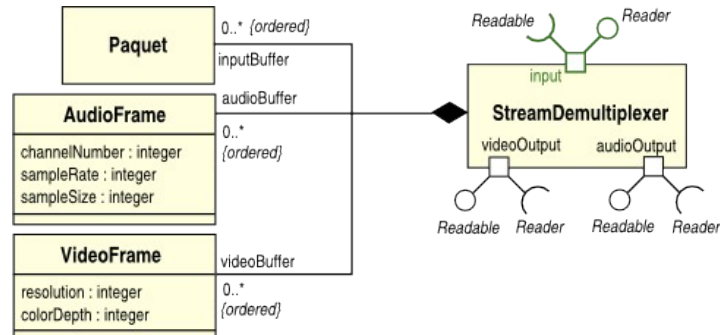 Paquet
0..* {ordered}
inputBuffer
AudioFrame
channelNumber : integer
sampleRate : integer
sampleSize : integer
audioBuffer
0..*
{ordered}
VideoFrame
resolution : integer
colorDepth : integer
videoBuffer
0..*
{ordered}
Readable
Reader
input
StreamDemultiplexer
videoOutput
audioOutput
Readable
Reader
Readable
Reader